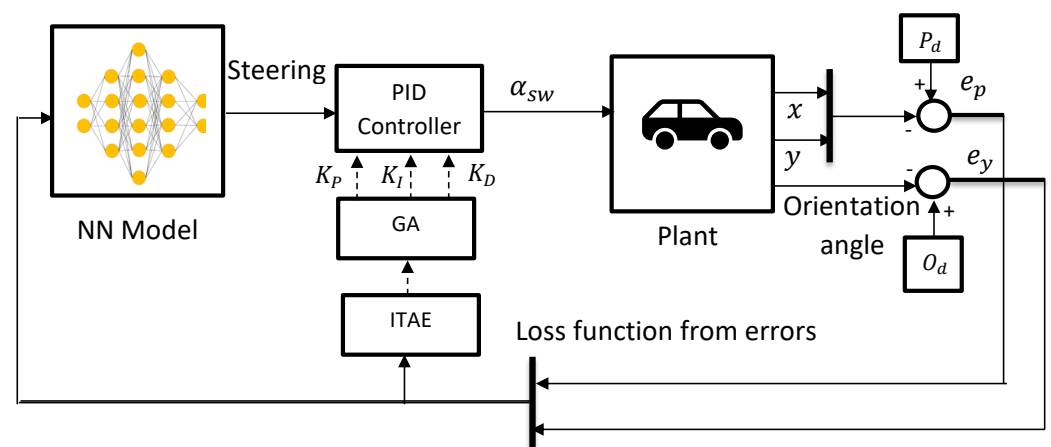 P_d
+
e_p
-
Steering
PID
Controller
α_sw
x
y
K_P
K_I
K_D
NN Model
GA
Plant
Orientation
angle
-
e_y
+
O_d
ITAE
Loss function from errors